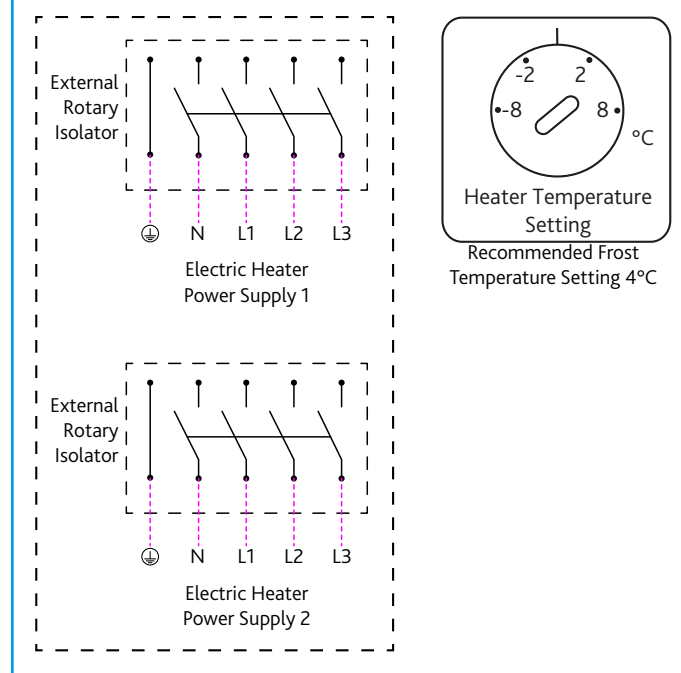 External
Rotary
Isolator
N L1 L2 L3
Electric Heater
Power Supply 1
External
Rotary
Isolator
N L1 L2 L3
Electric Heater
Power Supply 2
-2 2
-8 8
°C
Heater Temperature
Setting
Recommended Frost
Temperature Setting 4°C